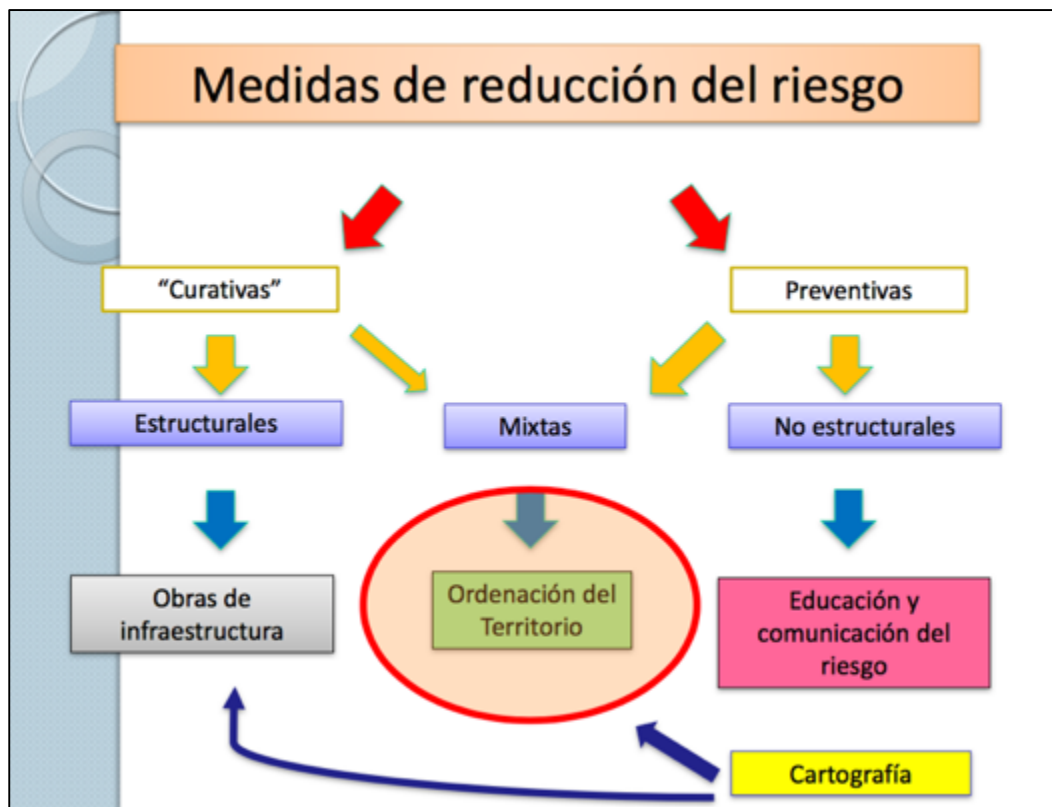 Medidas de reducción del riesgo
“Curativas”
Preventivas
Estructurales
Mixtas
No estructurales
Obras de
infraestructura
Ordenación del
Territorio
Educación y
comunicación del
riesgo
Cartografía